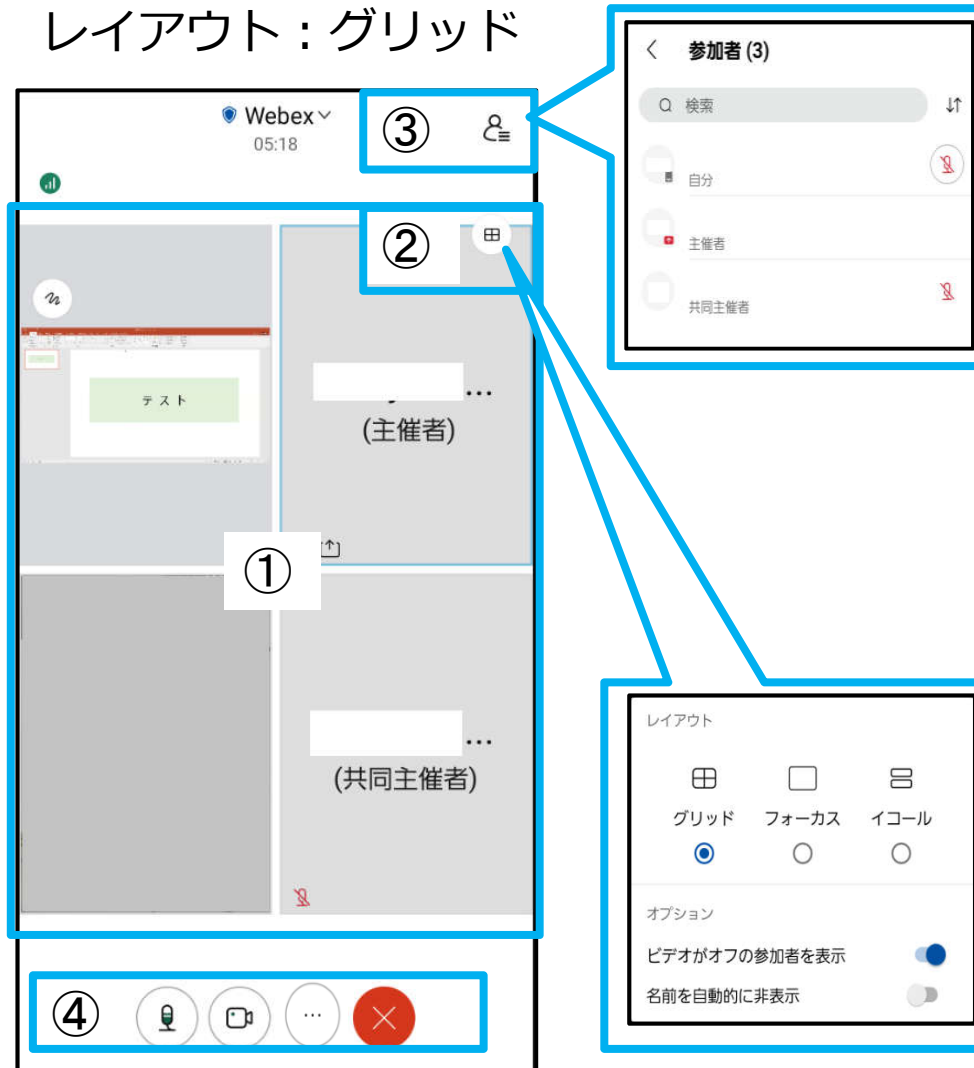 レイアウト：グリッド
Webex
05:18
③
②
テスト
...
(主催者)
①
...
(共同主催者)
④
参加者 (3)
検索
自分
主催者
共同主催者
レイアウト
グリッド フォーカス イコール
オプション
ビデオがオフの参加者を表示
名前を自動的に非表示